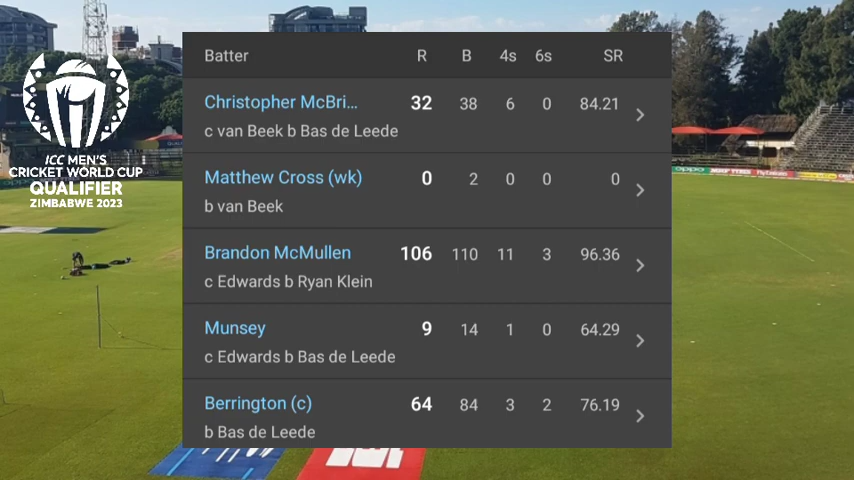 Batter R B 4s 6s SR
Christopher McBri... 32 38 6 0 84.21
c van Beek b Bas de Leede
Matthew Cross (wk) 0 2 0 0 0
b van Beek
Brandon McMullen 106 110 11 3 96.36
c Edwards b Ryan Klein
Munsey 9 14 1 0 64.29
c Edwards b Bas de Leede
Berrington (c) 64 84 3 2 76.19
b Bas de Leede
ICC MEN'S
CRICKET WORLD CUP
QUALIFIER
ZIMBABWE 2023